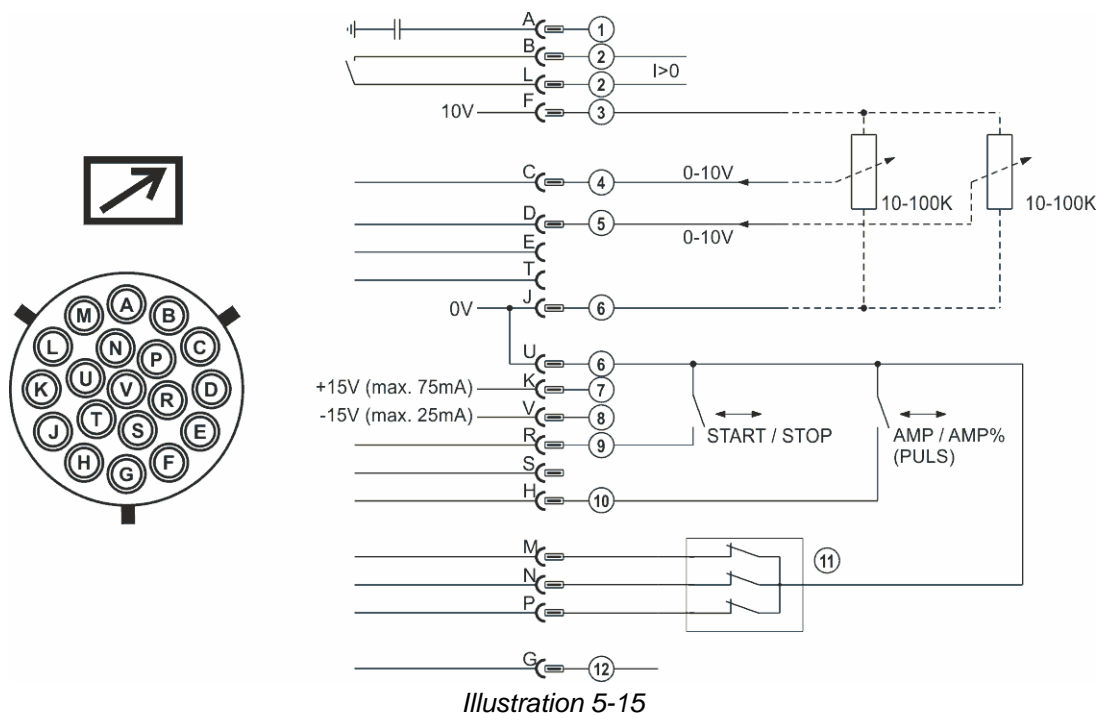 A 1
B 2
I>0
L 2
10V F 3
C 4 0-10V
10-100K 10-100K
D 5
0-10V
E
T
0V J 6
U 6
+15V (max. 75mA) K 7
-15V (max. 25mA) V 8
START / STOP AMP / AMP%
(PULS)
R 9
S
H 10
M 11
N
P
G 12
A
M B
N
L P C
U
K V D
R
T
J S E
H F
G
Illustration 5-15